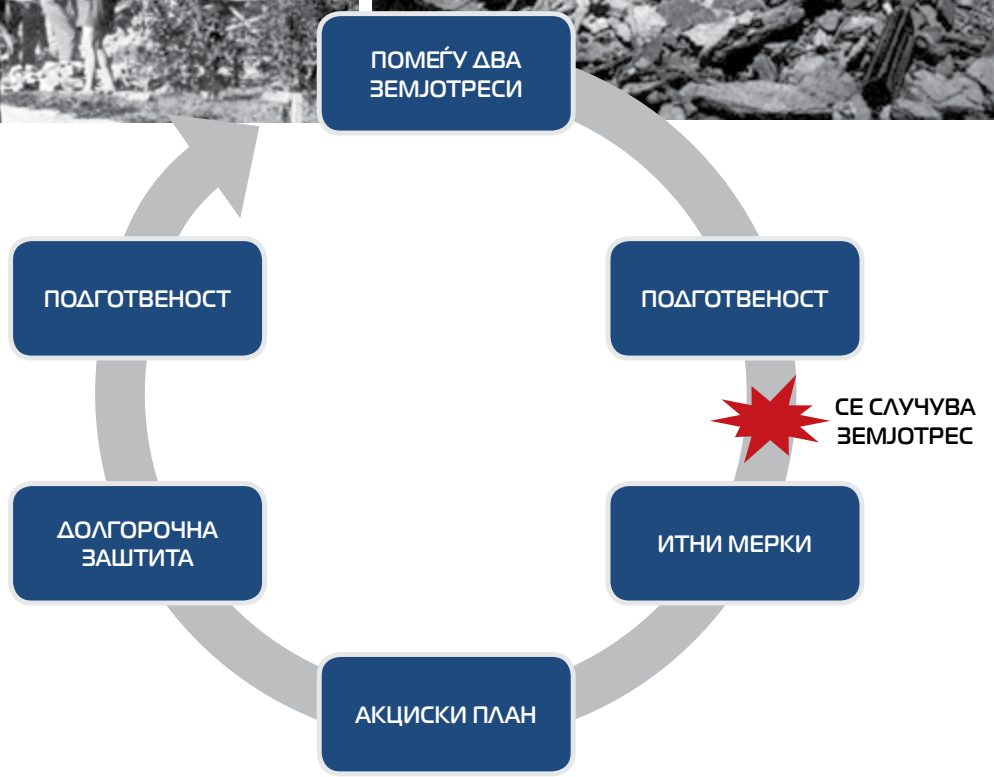 ПОМЕЃУ ДВА
ЗЕМЈОТРЕСИ
ПОДГОТВЕНОСТ
СЕ СЛУЧУВА
ЗЕМЈОТРЕС
ИТНИ МЕРКИ
АКЦИСКИ ПЛАН
ДОЛГОРОЧНА
ЗАШТИТА
ПОДГОТВЕНОСТ